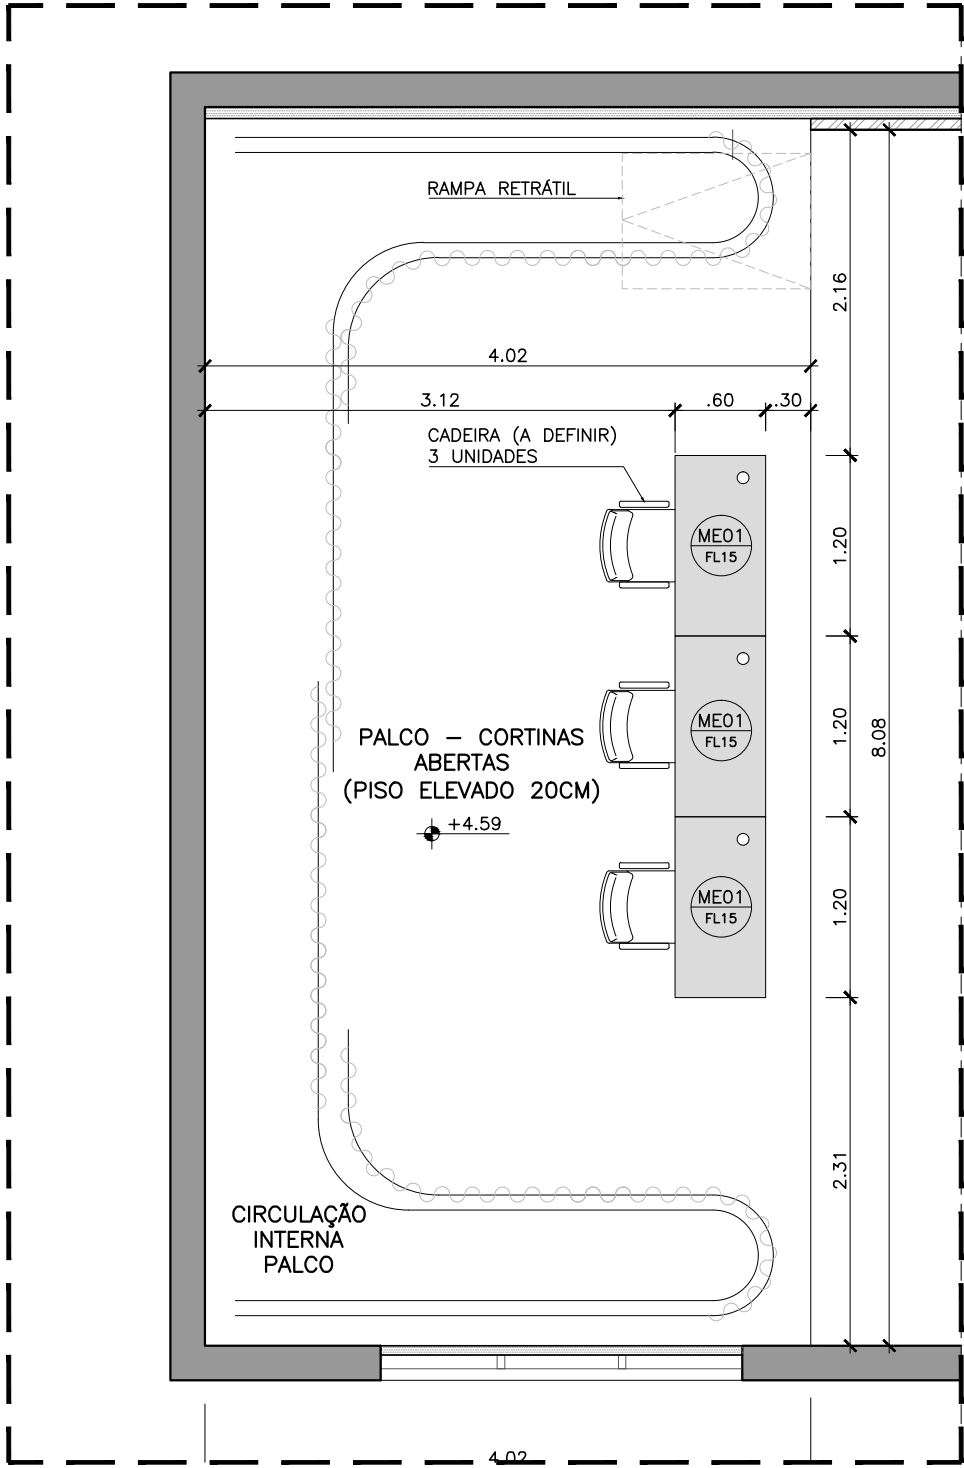 RAMPA RETRÁTIL
2.16
4.02
3.12
.60
.30
CADEIRA (A DEFINIR)
3 UNIDADES
ME01
FL15
1.20
ME01
FL15
1.20
8.08
PALCO – CORTINAS
ABERTAS
(PISO ELEVADO 20CM)
+4.59
ME01
FL15
1.20
2.31
CIRCULAÇÃO
INTERNA
PALCO
4.02